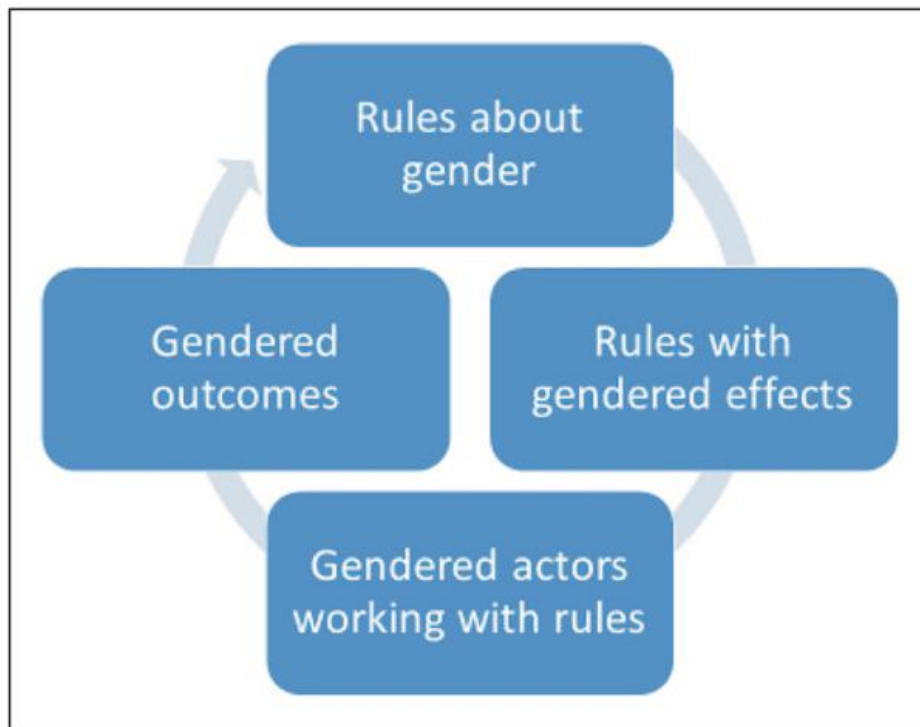 Rules about
gender
Rules with
gendered effects
Gendered actors
working with rules
Gendered
outcomes